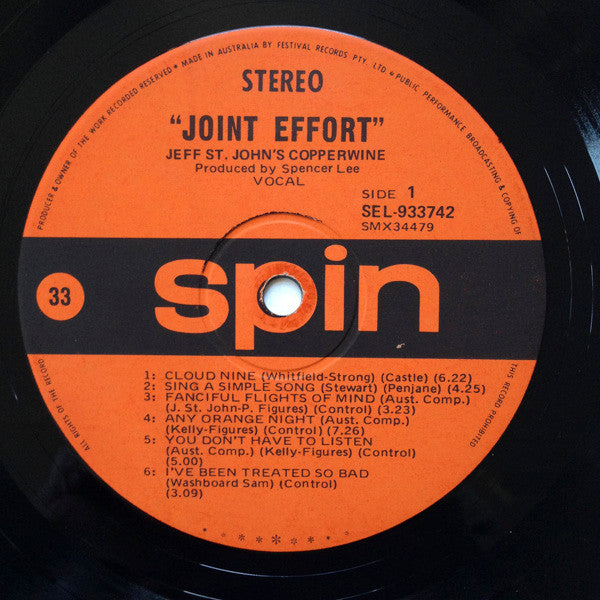 PRODUCER & OWNER OF THE WORK RECORDED RESERVED ★ MADE IN AUSTRALIA BY FESTIVAL RECORDS PTY. LTD. ★ PUBLIC PERFORMANCE BROADCASTING & COPYING OF
STEREO
"JOINT EFFORT"
JEFF ST. JOHN'S COPPERWINE
Produced by Spencer Lee
VOCAL
SIDE 1
SEL-933742
SMX34479
33
spin
1: CLOUD NINE (Whitfield-Strong) (Castle) (6.22)
2: SING A SIMPLE SONG (Stewart) (Penjane) (4.25)
3: FANCIFUL FLIGHTS OF MIND (Aust. Comp.)
(J. St. John-P. Figures) (Control) (3.23)
4: ANY ORANGE NIGHT (Aust. Comp.)
(Kelly-Figures) (Control) (7.26)
5: YOU DON'T HAVE TO LISTEN
(Aust. Comp.) (Kelly-Figures) (Control)
(5.00)
6: I'VE BEEN TREATED SO BAD
(Washboard Sam) (Control)
(3.09)
ALL RIGHTS OF THE RECORD
THIS RECORD PROHIBITED